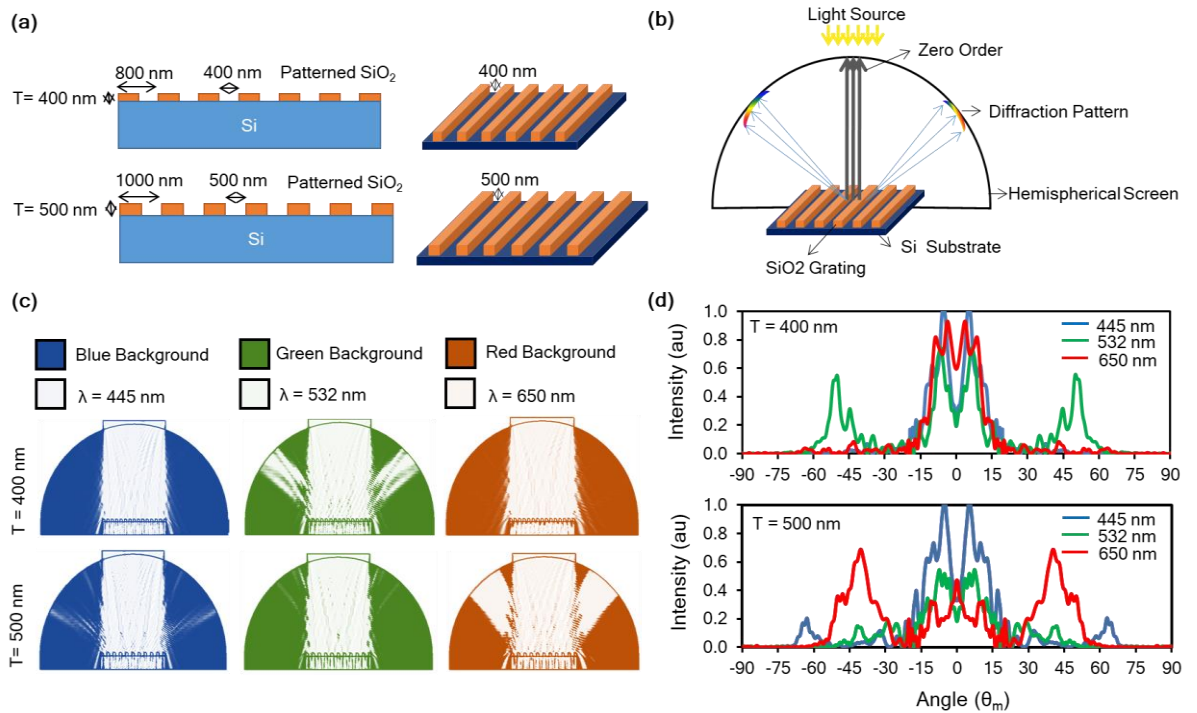 (a)
800 nm
400 nm
Patterned SiO2
T= 400 nm
Si
400 nm
1000 nm
500 nm
Patterned SiO2
T= 500 nm
Si
500 nm
(b)
Light Source
Zero Order
Diffraction Pattern
Hemispherical Screen
Si Substrate
SiO2 Grating
(c)
Blue Background
Green Background
Red Background
λ = 445 nm
λ = 532 nm
λ = 650 nm
T = 400 nm
T= 500 nm
(d)
T = 400 nm
445 nm
532 nm
650 nm
Intensity (au)
1.0
0.8
0.6
0.4
0.2
0.0
-90 -75 -60 -45 -30 -15 0 15 30 45 60 75 90
T = 500 nm
445 nm
532 nm
650 nm
Intensity (au)
1.0
0.8
0.6
0.4
0.2
0.0
-90 -75 -60 -45 -30 -15 0 15 30 45 60 75 90
Angle (θm)